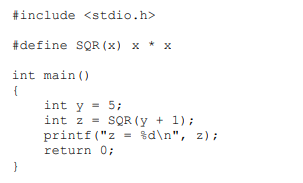 #include <stdio.h>
#define SQR(x) x * x
int main()
{
    int y = 5;
    int z = SQR(y + 1);
    printf("z = %d\n", z);
    return 0;
}